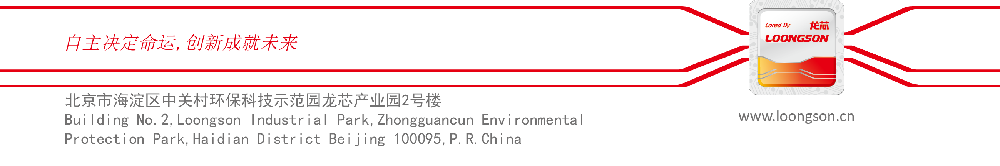 Cored By 龙芯
LOONGSON
自主决定命运,创新成就未来
北京市海淀区中关村环保科技示范园龙芯产业园2号楼
Building No.2,Loongson Industrial Park,Zhongguancun Environmental
Protection Park,Haidian District Beijing 100095,P.R.China
www.loongson.cn